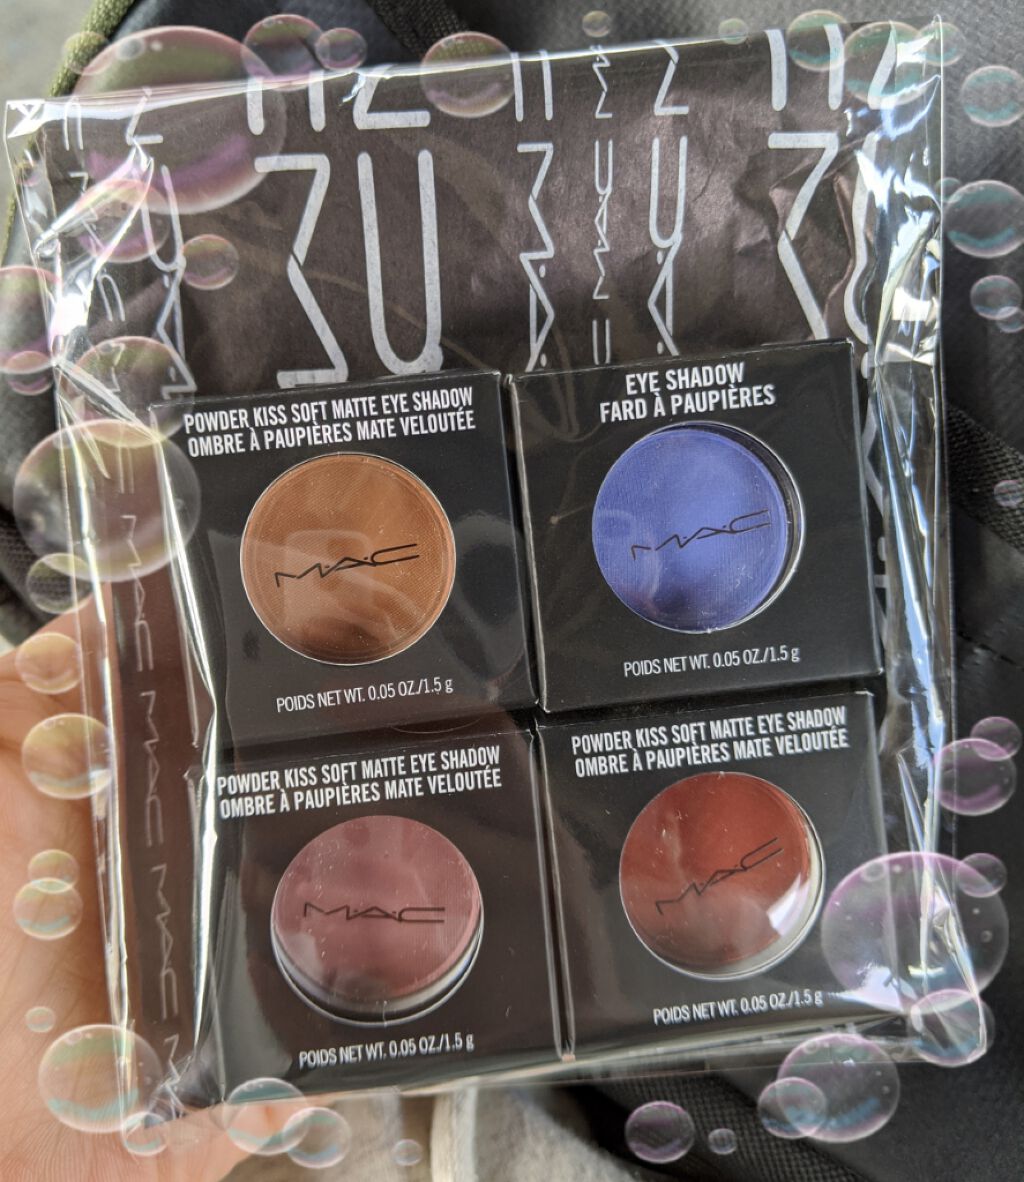 POWDER KISS SOFT MATTE EYE SHADOW
OMBRE À PAUPIÈRES MATE VELOUTÉE
M·A·C
POIDS NET WT. 0.05 OZ./1.5 g
EYE SHADOW
FARD À PAUPIÈRES
M·A·C
POIDS NET WT. 0.05 OZ./1.5 g
POWDER KISS SOFT MATTE EYE SHADOW
OMBRE À PAUPIÈRES MATE VELOUTÉE
M·A·C
POIDS NET WT. 0.05 OZ./1.5 g
POWDER KISS SOFT MATTE EYE SHADOW
OMBRE À PAUPIÈRES MATE VELOUTÉE
M·A·C
POIDS NET WT. 0.05 OZ./1.5 g
MAC MAC MAC